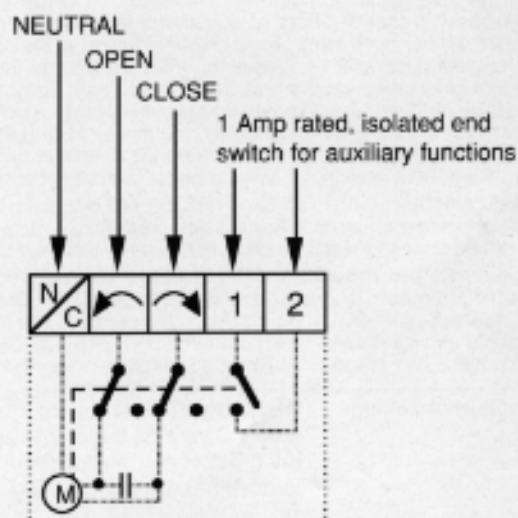 NEUTRAL
OPEN
CLOSE
1 Amp rated, isolated end
switch for auxiliary functions
N
C
1
2
M